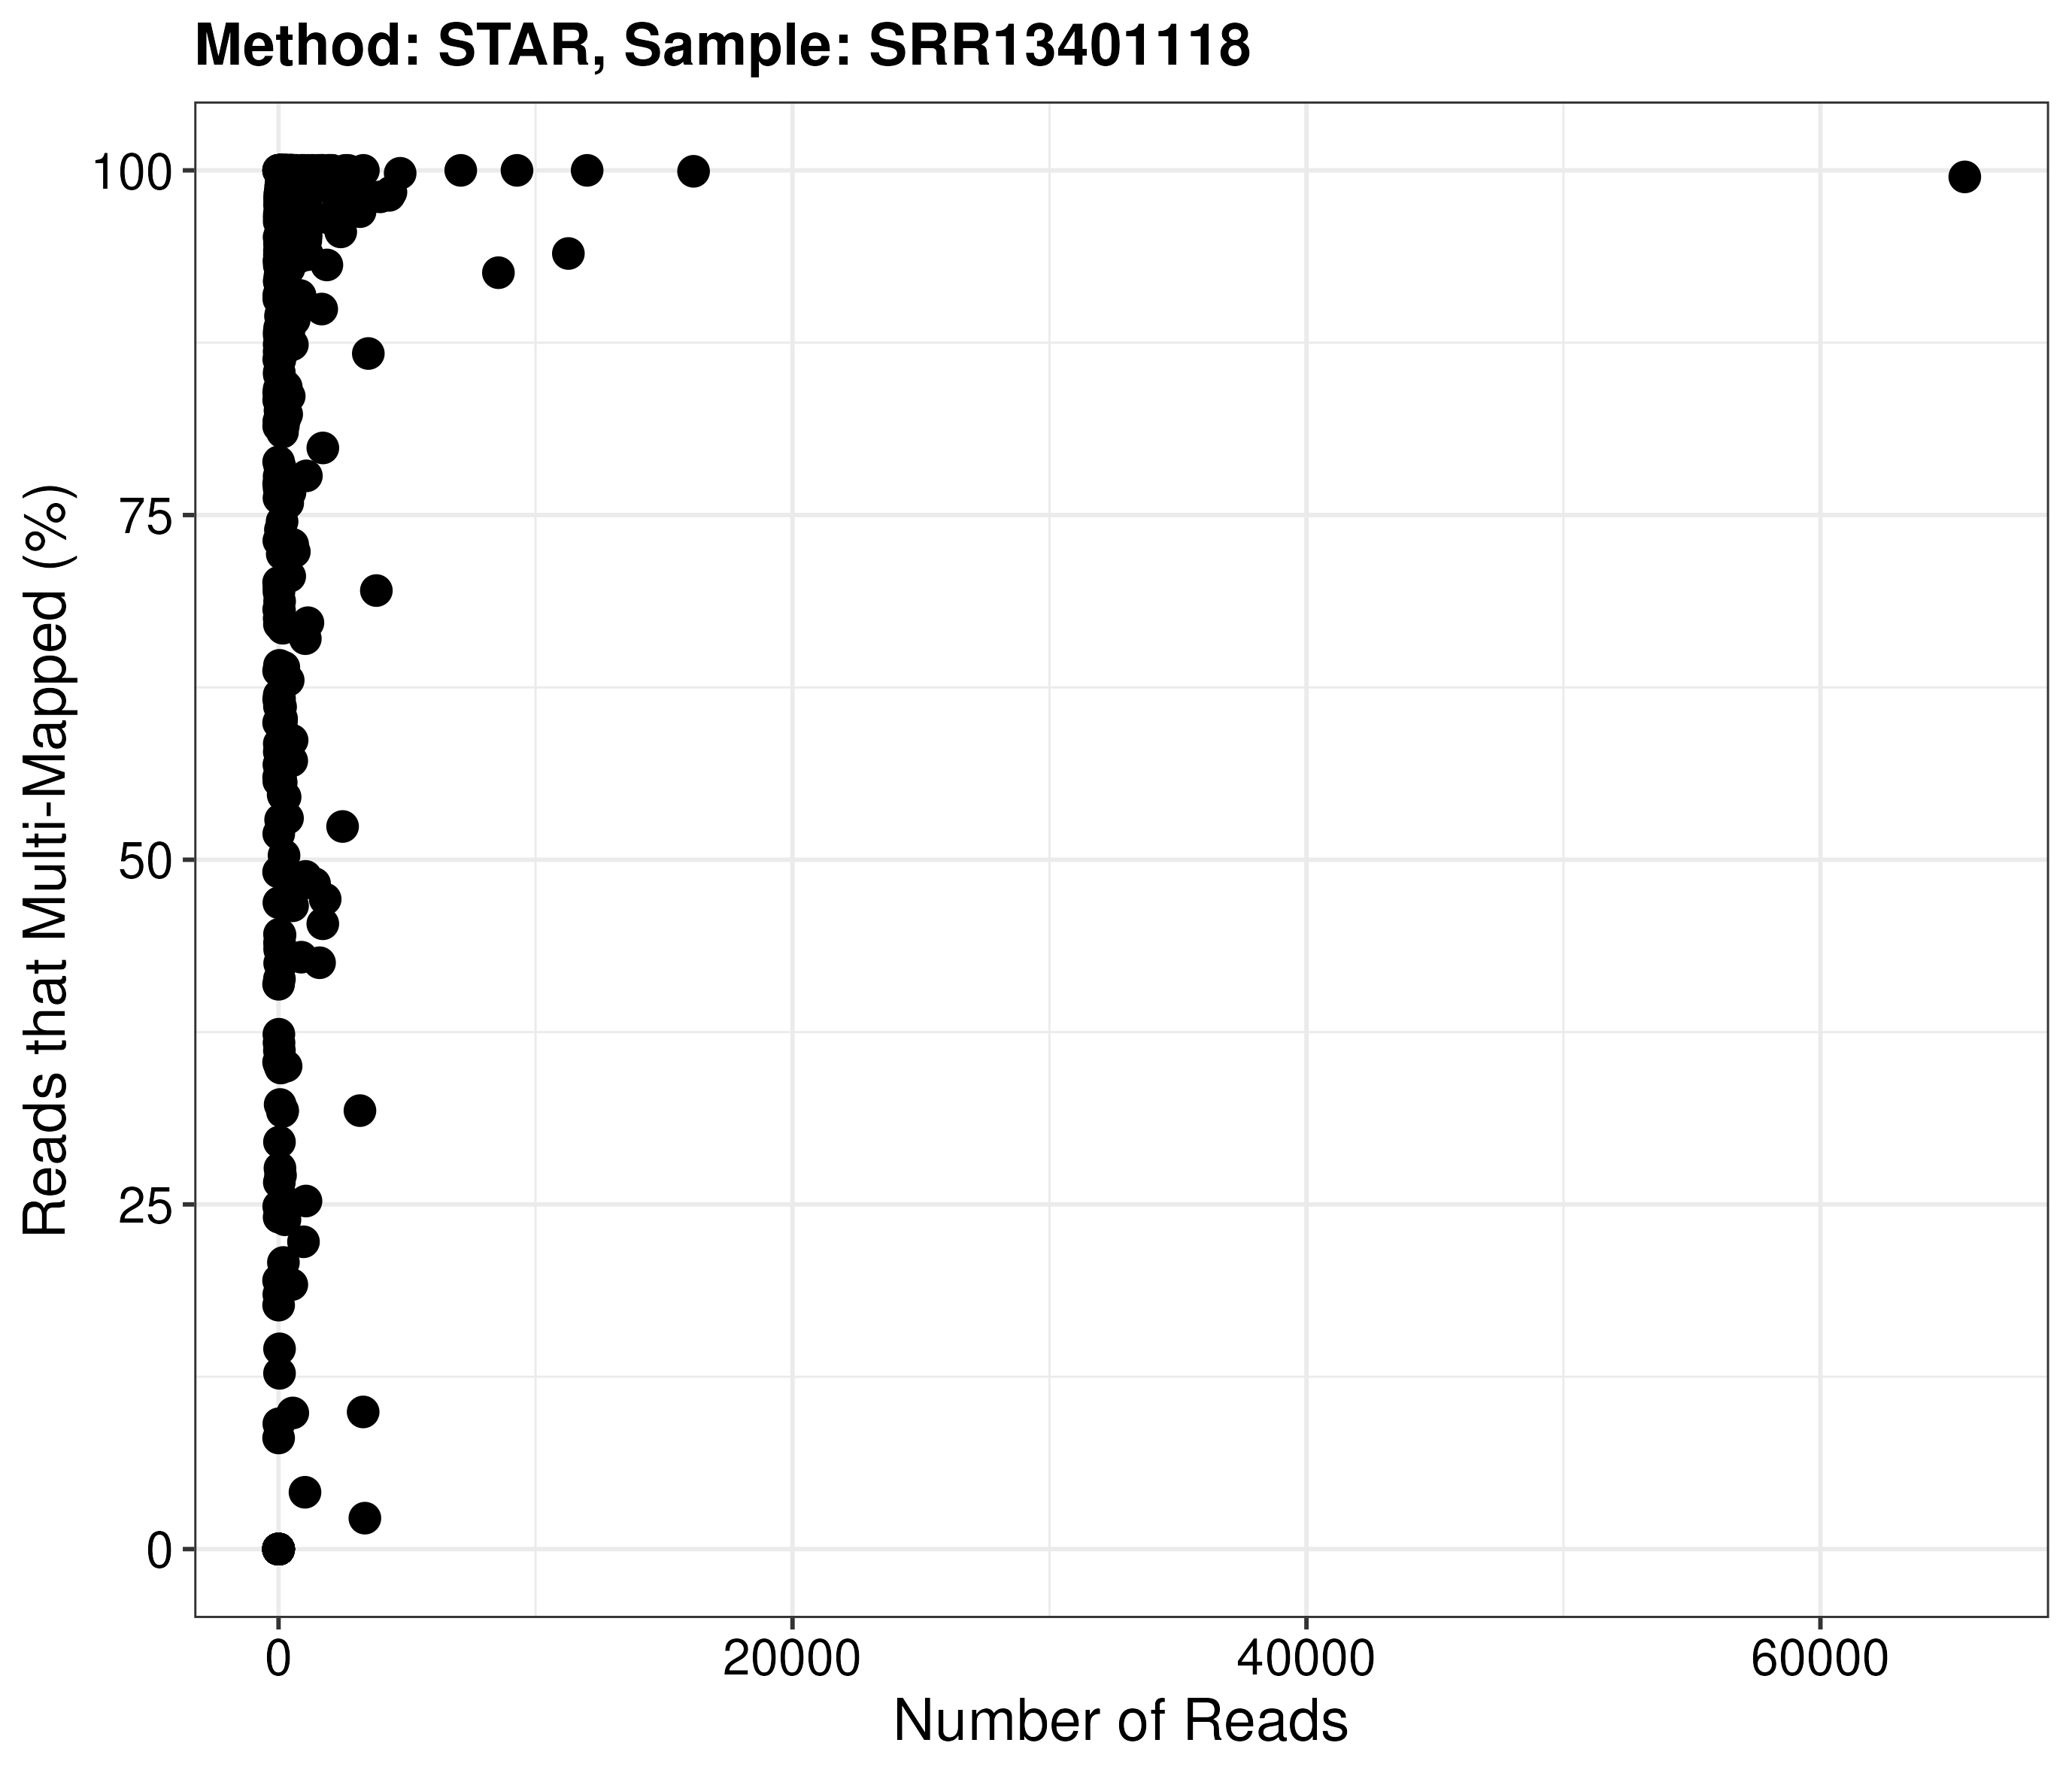 Method: STAR, Sample: SRR13401118
Reads that Multi-Mapped (%)
100
75
50
25
0
0 20000 40000 60000
Number of Reads